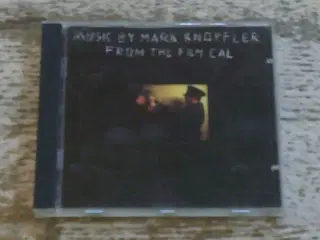 MUSIC BY MARK KNOPFLER
FROM THE FILM CAL